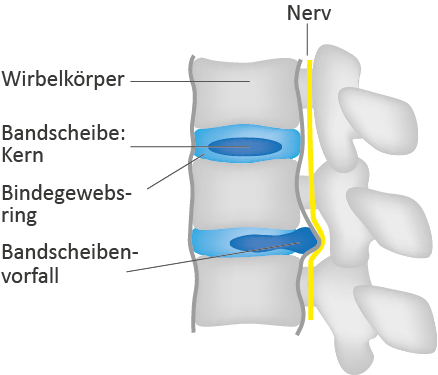 Nerv
Wirbelkörper
Bandscheibe:
Kern
Bindegewebs-
ring
Bandscheiben-
vorfall